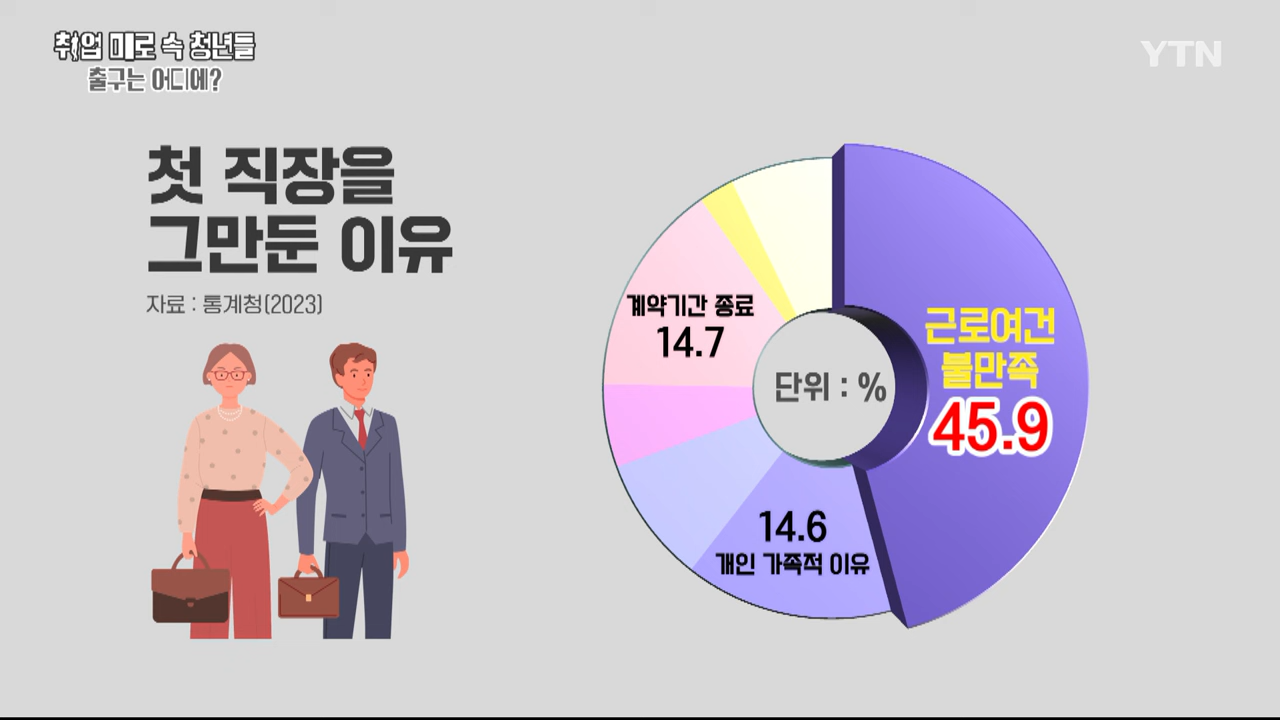 취업 미로 속 청년들
출구는 어디에?
YTN
첫 직장을
그만둔 이유
자료 : 통계청(2023)
계약기간 종료
14.7
단위 : %
근로여건
불만족
45.9
14.6
개인 가족적 이유